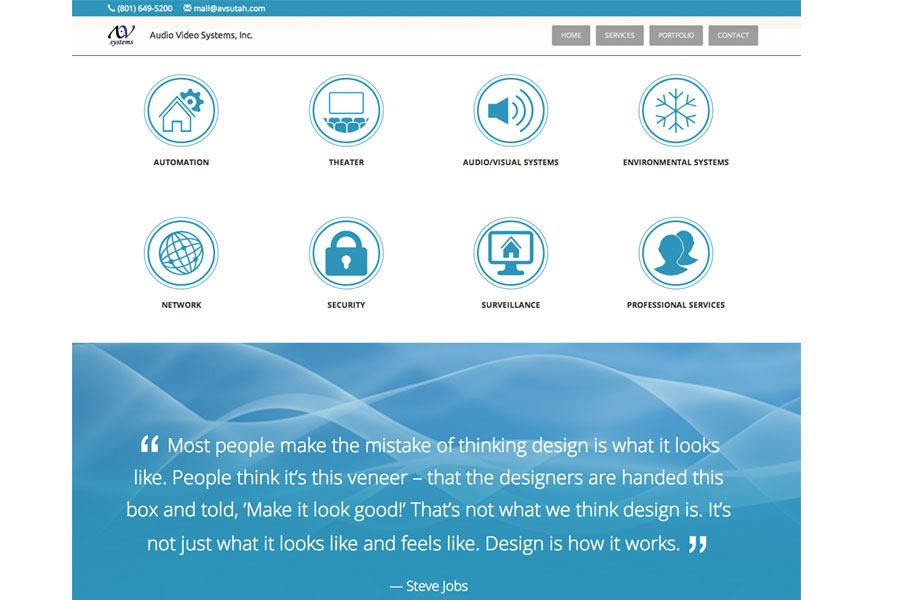 (801) 649-5200 mail@avsutah.com
AV systems Audio Video Systems, Inc. HOME SERVICES PORTFOLIO CONTACT
AUTOMATION THEATER AUDIO/VISUAL SYSTEMS ENVIRONMENTAL SYSTEMS
NETWORK SECURITY SURVEILLANCE PROFESSIONAL SERVICES
“ Most people make the mistake of thinking design is what it looks
like. People think it’s this veneer – that the designers are handed this
box and told, ‘Make it look good!’ That’s not what we think design is. It’s
not just what it looks like and feels like. Design is how it works. ”
— Steve Jobs